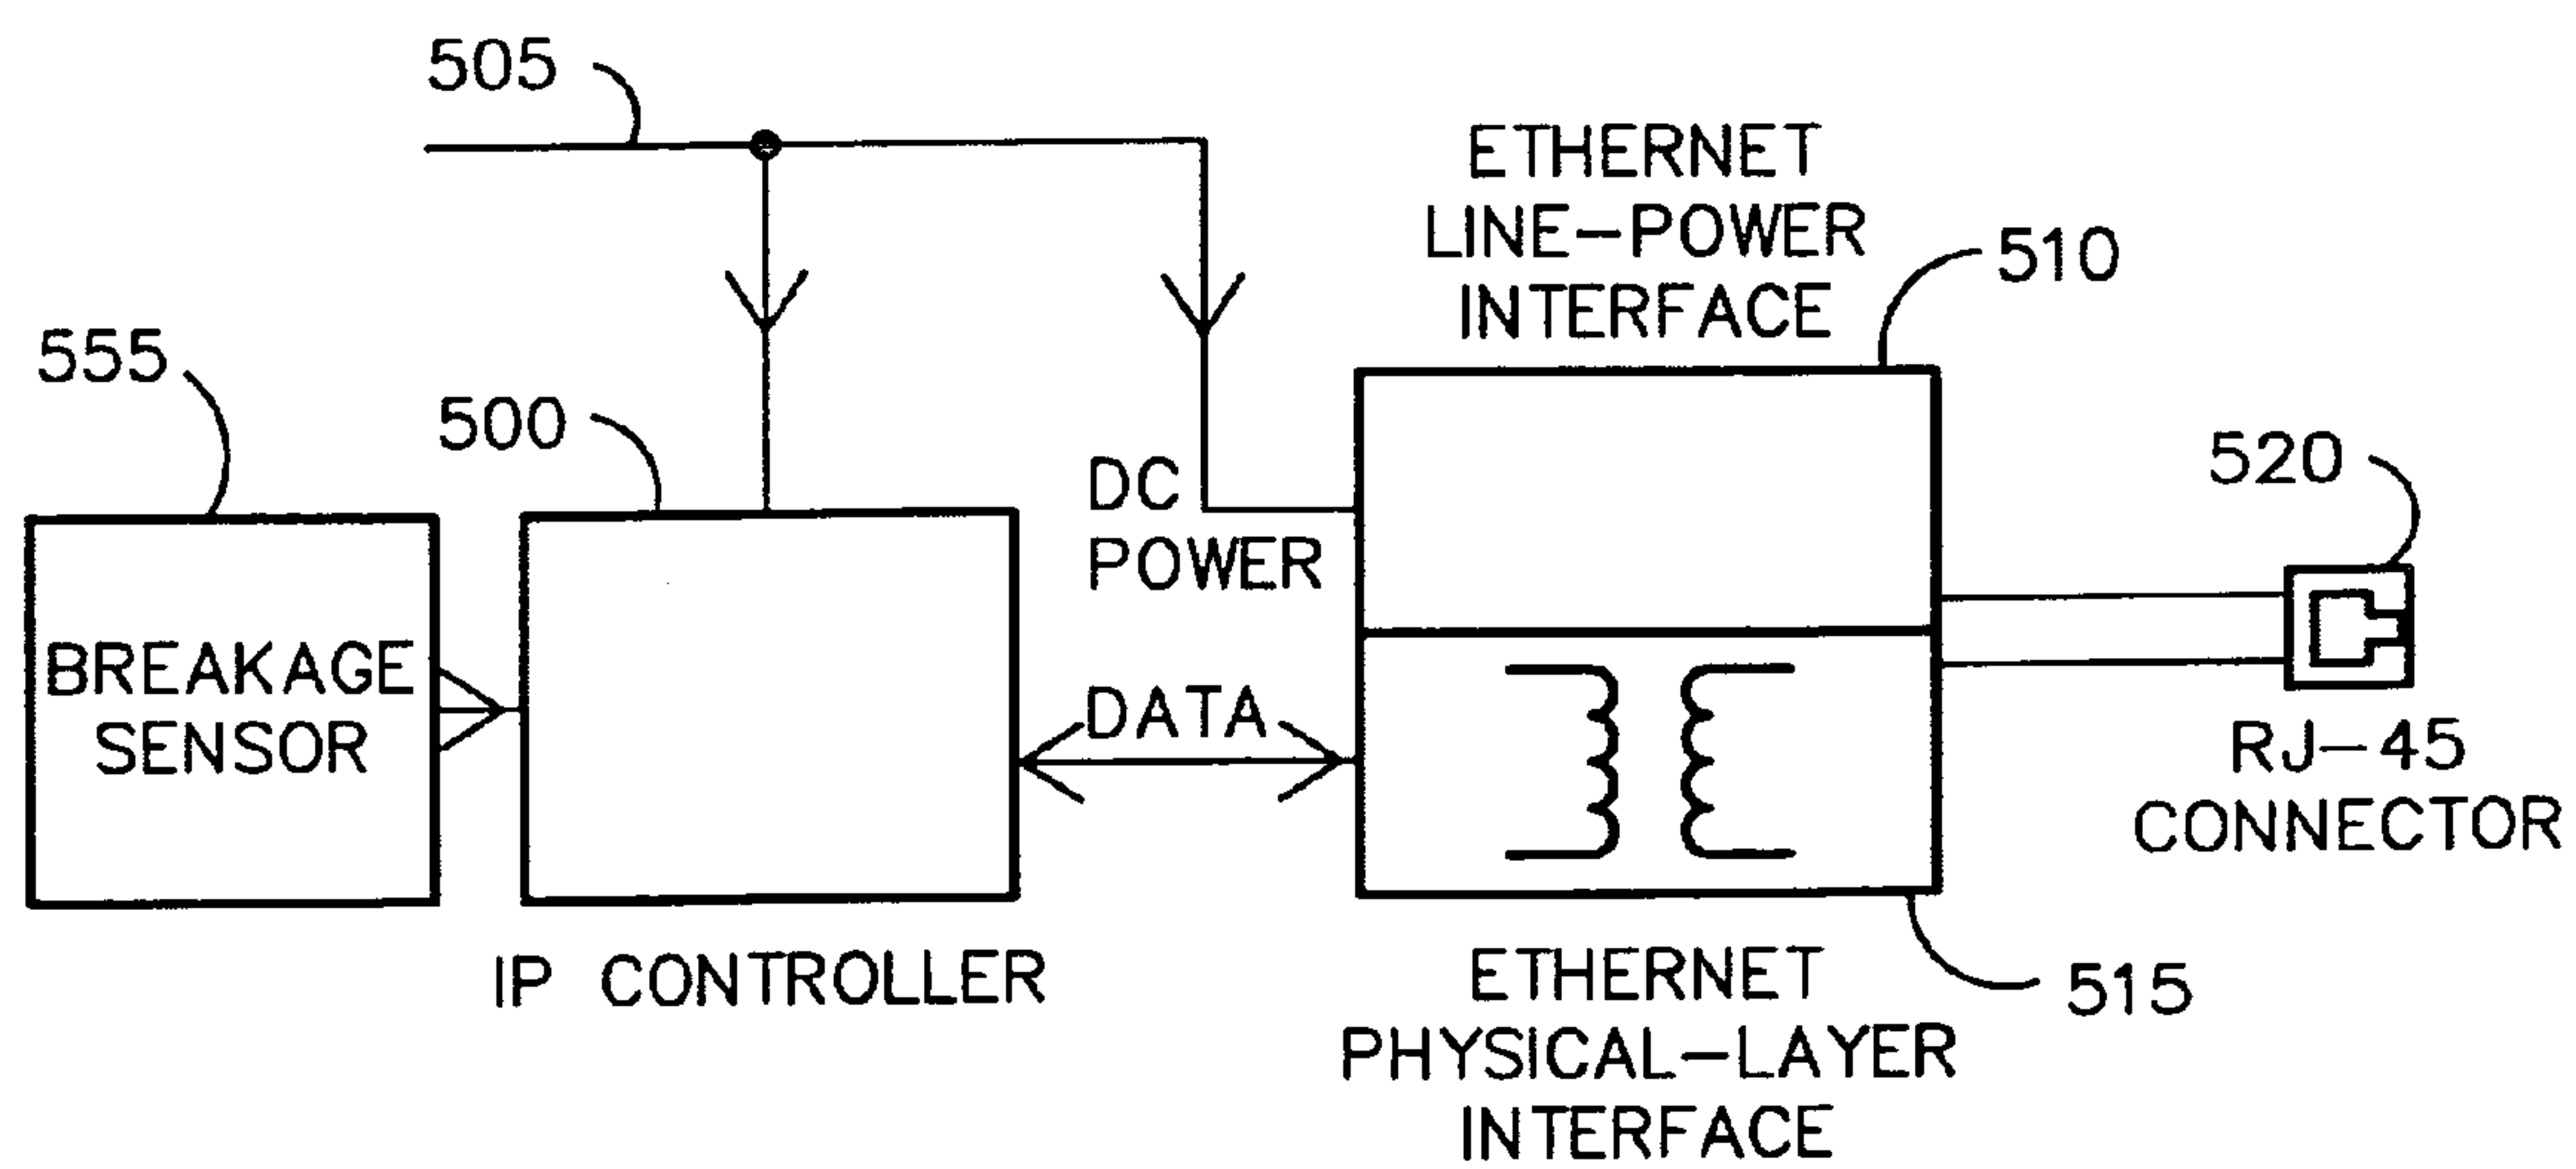 505
ETHERNET
LINE-POWER
INTERFACE
510
555
500
DC
POWER
520
BREAKAGE
SENSOR
DATA
RJ-45
CONNECTOR
IP CONTROLLER
ETHERNET
PHYSICAL-LAYER
INTERFACE
515